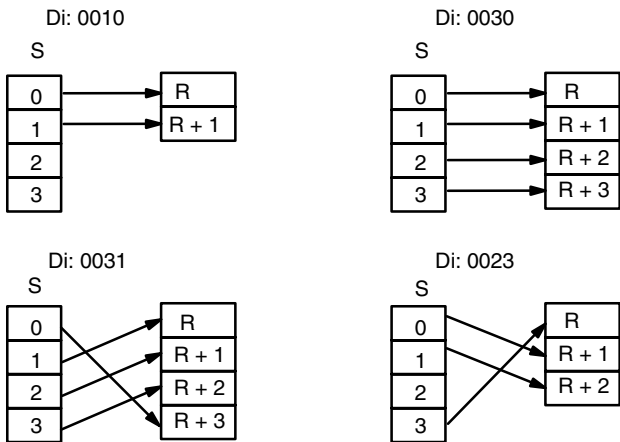 Di: 0010
S
0
1
2
3
R
R + 1
Di: 0030
S
0
1
2
3
R
R + 1
R + 2
R + 3
Di: 0031
S
0
1
2
3
R
R + 1
R + 2
R + 3
Di: 0023
S
0
1
2
3
R
R + 1
R + 2